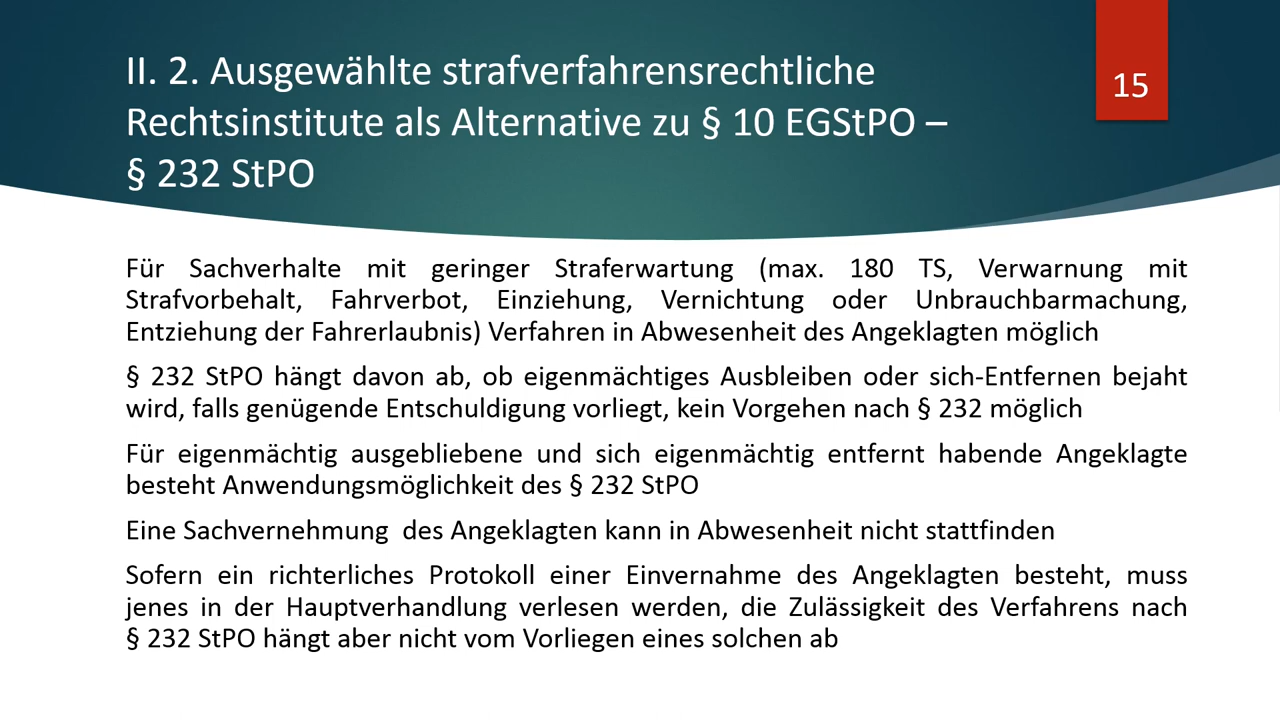 II. 2. Ausgewählte strafverfahrensrechtliche
Rechtsinstitute als Alternative zu § 10 EGStPO –
§ 232 StPO
15
Für Sachverhalte mit geringer Straferwartung (max. 180 TS, Verwarnung mit
Strafvorbehalt, Fahrverbot, Einziehung, Vernichtung oder Unbrauchbarmachung,
Entziehung der Fahrerlaubnis) Verfahren in Abwesenheit des Angeklagten möglich
§ 232 StPO hängt davon ab, ob eigenmächtiges Ausbleiben oder sich-Entfernen bejaht
wird, falls genügende Entschuldigung vorliegt, kein Vorgehen nach § 232 möglich
Für eigenmächtig ausgebliebene und sich eigenmächtig entfernt habende Angeklagte
besteht Anwendungsmöglichkeit des § 232 StPO
Eine Sachvernehmung des Angeklagten kann in Abwesenheit nicht stattfinden
Sofern ein richterliches Protokoll einer Einvernahme des Angeklagten besteht, muss
jenes in der Hauptverhandlung verlesen werden, die Zulässigkeit des Verfahrens nach
§ 232 StPO hängt aber nicht vom Vorliegen eines solchen ab